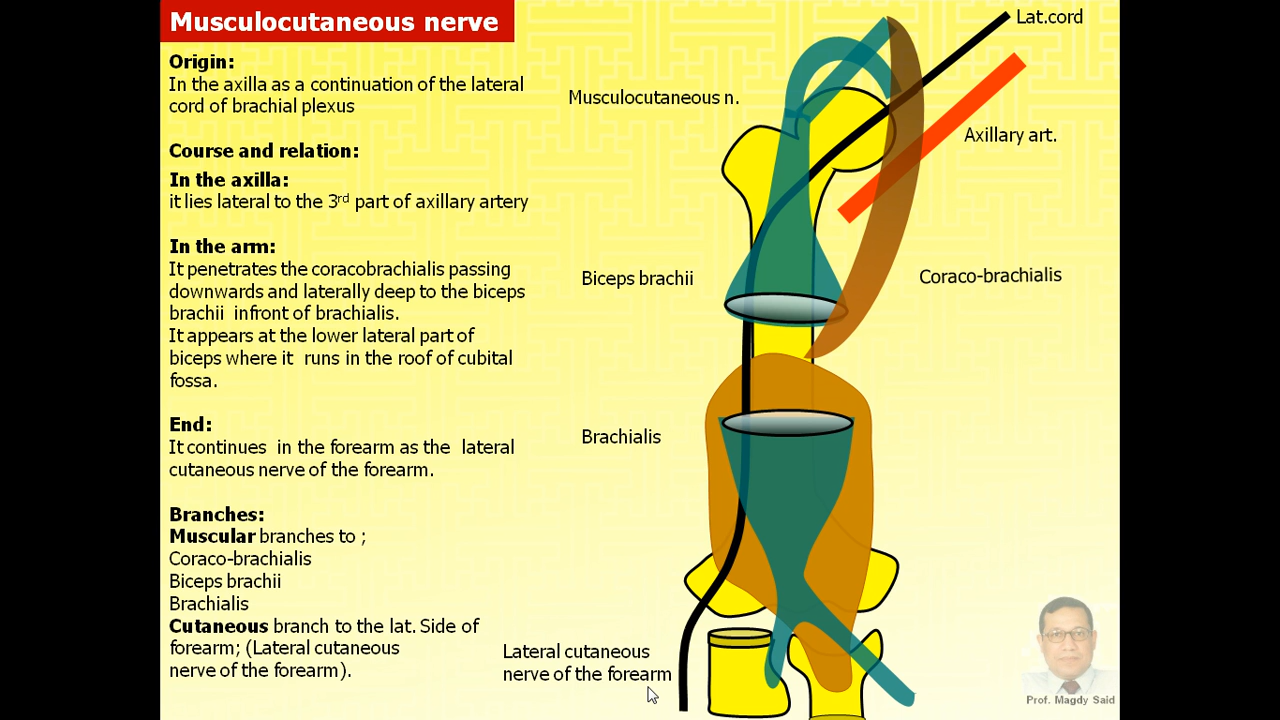 Musculocutaneous nerve
Origin:
In the axilla as a continuation of the lateral
cord of brachial plexus
Course and relation:
In the axilla:
it lies lateral to the 3rd part of axillary artery
In the arm:
It penetrates the coracobrachialis passing
downwards and laterally deep to the biceps
brachii infront of brachialis.
It appears at the lower lateral part of
biceps where it runs in the roof of cubital
fossa.
End:
It continues in the forearm as the lateral
cutaneous nerve of the forearm.
Branches:
Muscular branches to ;
Coraco-brachialis
Biceps brachii
Brachialis
Cutaneous branch to the lat. Side of
forearm; (Lateral cutaneous
nerve of the forearm).
Lat.cord
Musculocutaneous n.
Axillary art.
Biceps brachii
Coraco-brachialis
Brachialis
Lateral cutaneous
nerve of the forearm
Prof. Magdy Said